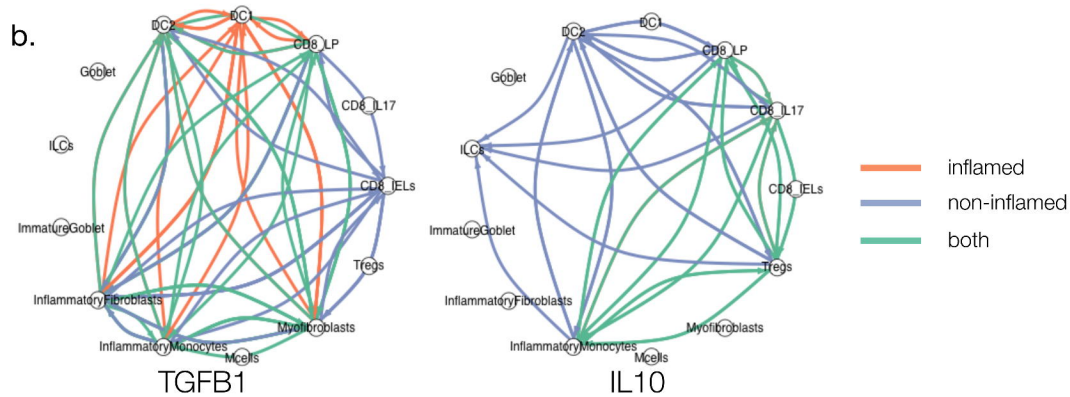 b.
DC2
DC1
CD8_LP
Goblet
CD8_IL17
ILCs
CD8_IELs
ImmatureGoblet
Tregs
InflammatoryFibroblasts
Myofibroblasts
InflammatoryMonocytes
Mcells
TGFB1
DC2
DC1
CD8_LP
Goblet
CD8_IL17
ILCs
CD8_IELs
ImmatureGoblet
Tregs
InflammatoryFibroblasts
Myofibroblasts
InflammatoryMonocytes
Mcells
IL10
inflamed
non-inflamed
both